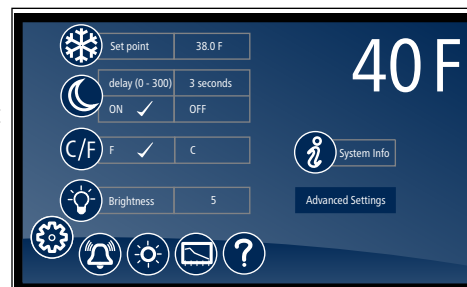 Set point 38.0 F
40 F
delay (0 - 300) 3 seconds
ON OFF
C/F F C
System Info
Brightness 5
Advanced Settings
?